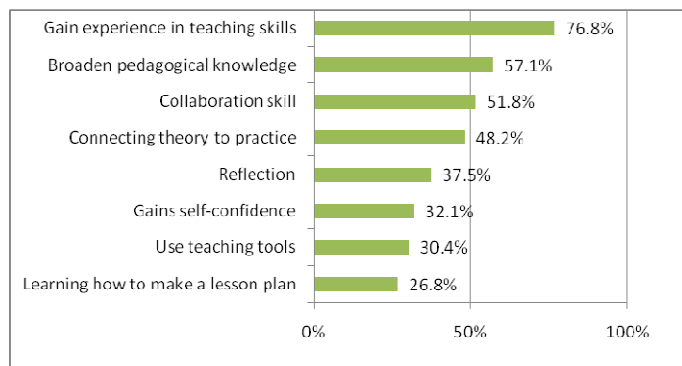 Gain experience in teaching skills 76.8%
Broaden pedagogical knowledge 57.1%
Collaboration skill 51.8%
Connecting theory to practice 48.2%
Reflection 37.5%
Gains self-confidence 32.1%
Use teaching tools 30.4%
Learning how to make a lesson plan 26.8%
0% 50% 100%